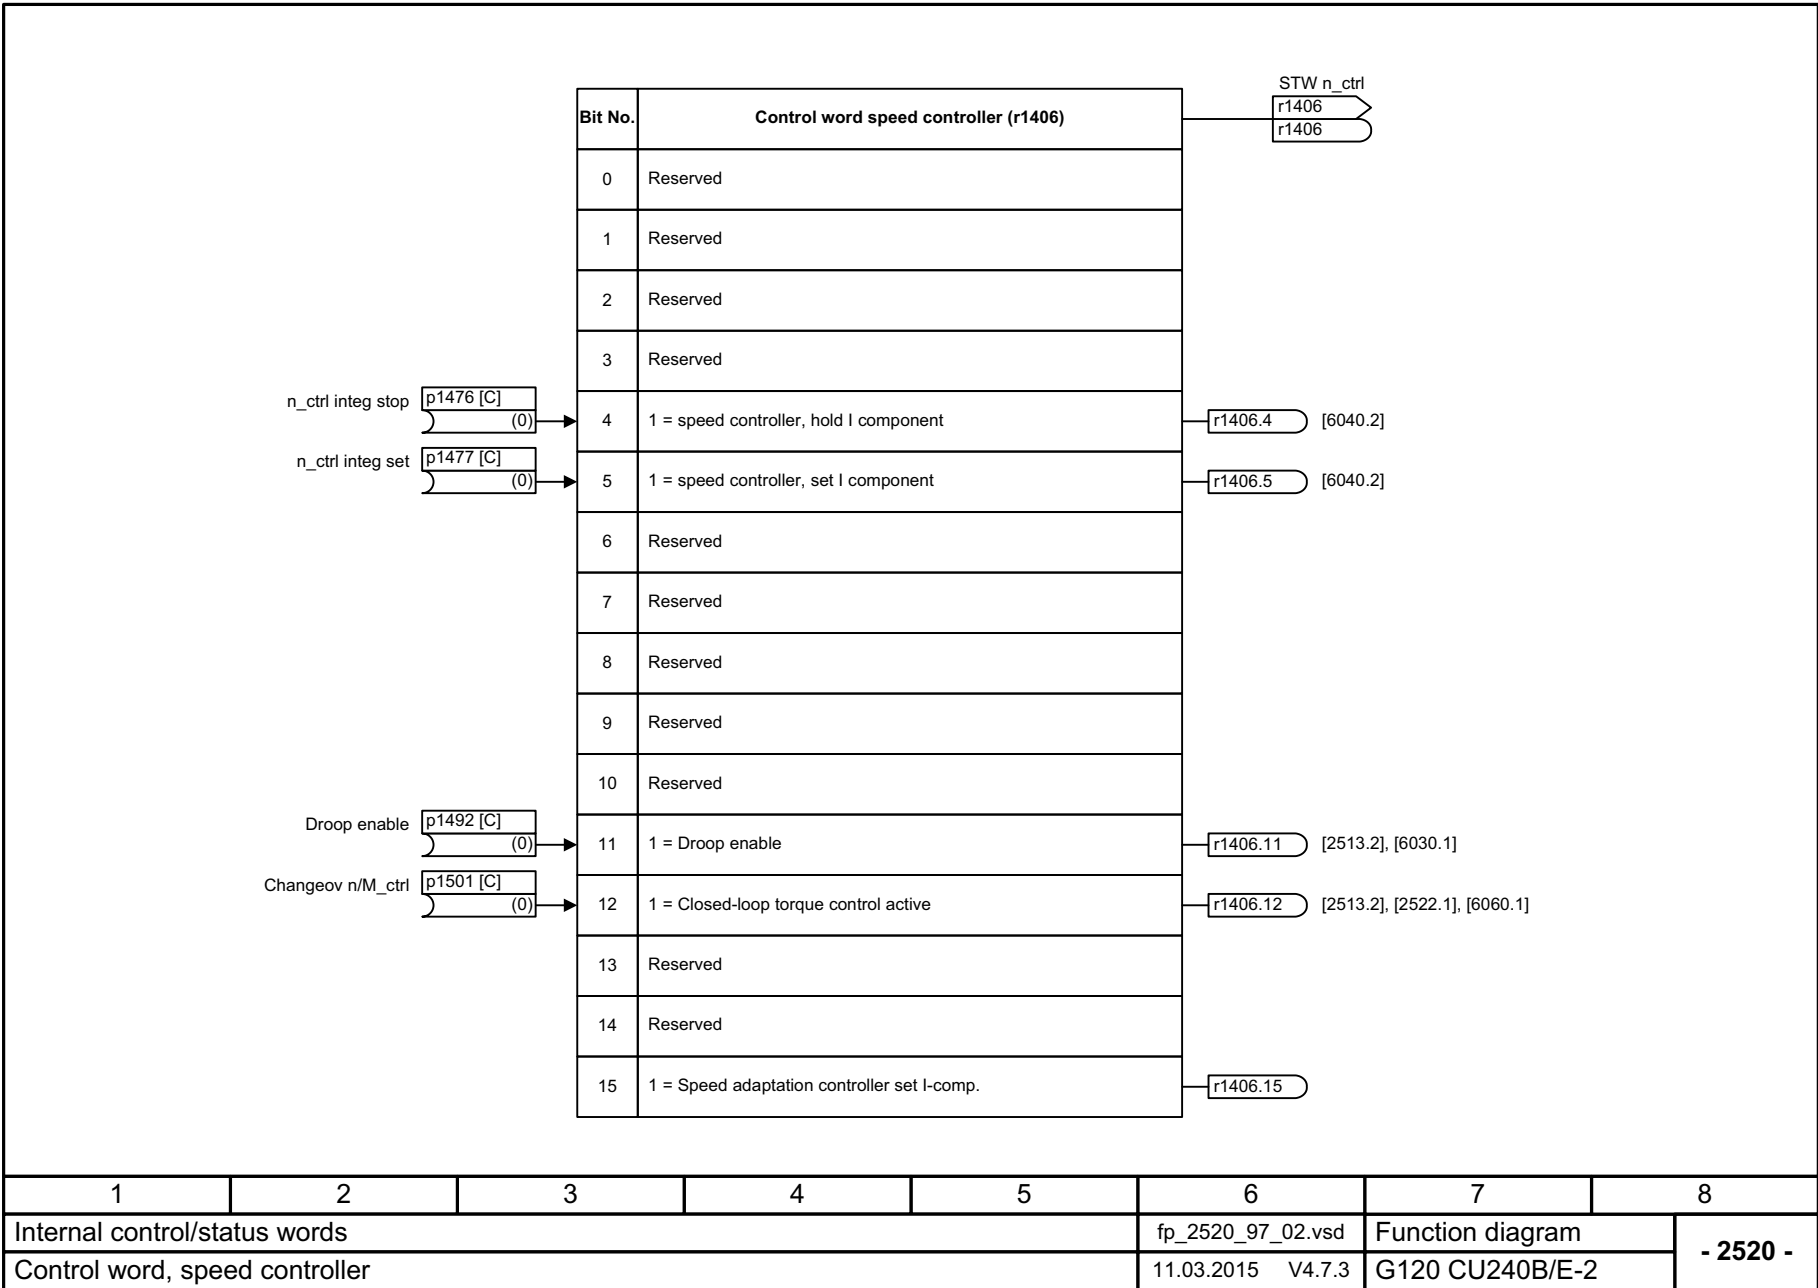 STW n_ctrl
r1406
r1406
Bit No. Control word speed controller (r1406)
0 Reserved
1 Reserved
2 Reserved
3 Reserved
n_ctrl integ stop p1476 [C]
(0) 4 1 = speed controller, hold I component r1406.4 [6040.2]
n_ctrl integ set p1477 [C]
(0) 5 1 = speed controller, set I component r1406.5 [6040.2]
6 Reserved
7 Reserved
8 Reserved
9 Reserved
10 Reserved
Droop enable p1492 [C]
(0) 11 1 = Droop enable r1406.11 [2513.2], [6030.1]
Changeov n/M_ctrl p1501 [C]
(0) 12 1 = Closed-loop torque control active r1406.12 [2513.2], [2522.1], [6060.1]
13 Reserved
14 Reserved
15 1 = Speed adaptation controller set I-comp. r1406.15
1 2 3 4 5 6 7 8
Internal control/status words fp_2520_97_02.vsd Function diagram
- 2520 -
Control word, speed controller 11.03.2015 V4.7.3 G120 CU240B/E-2